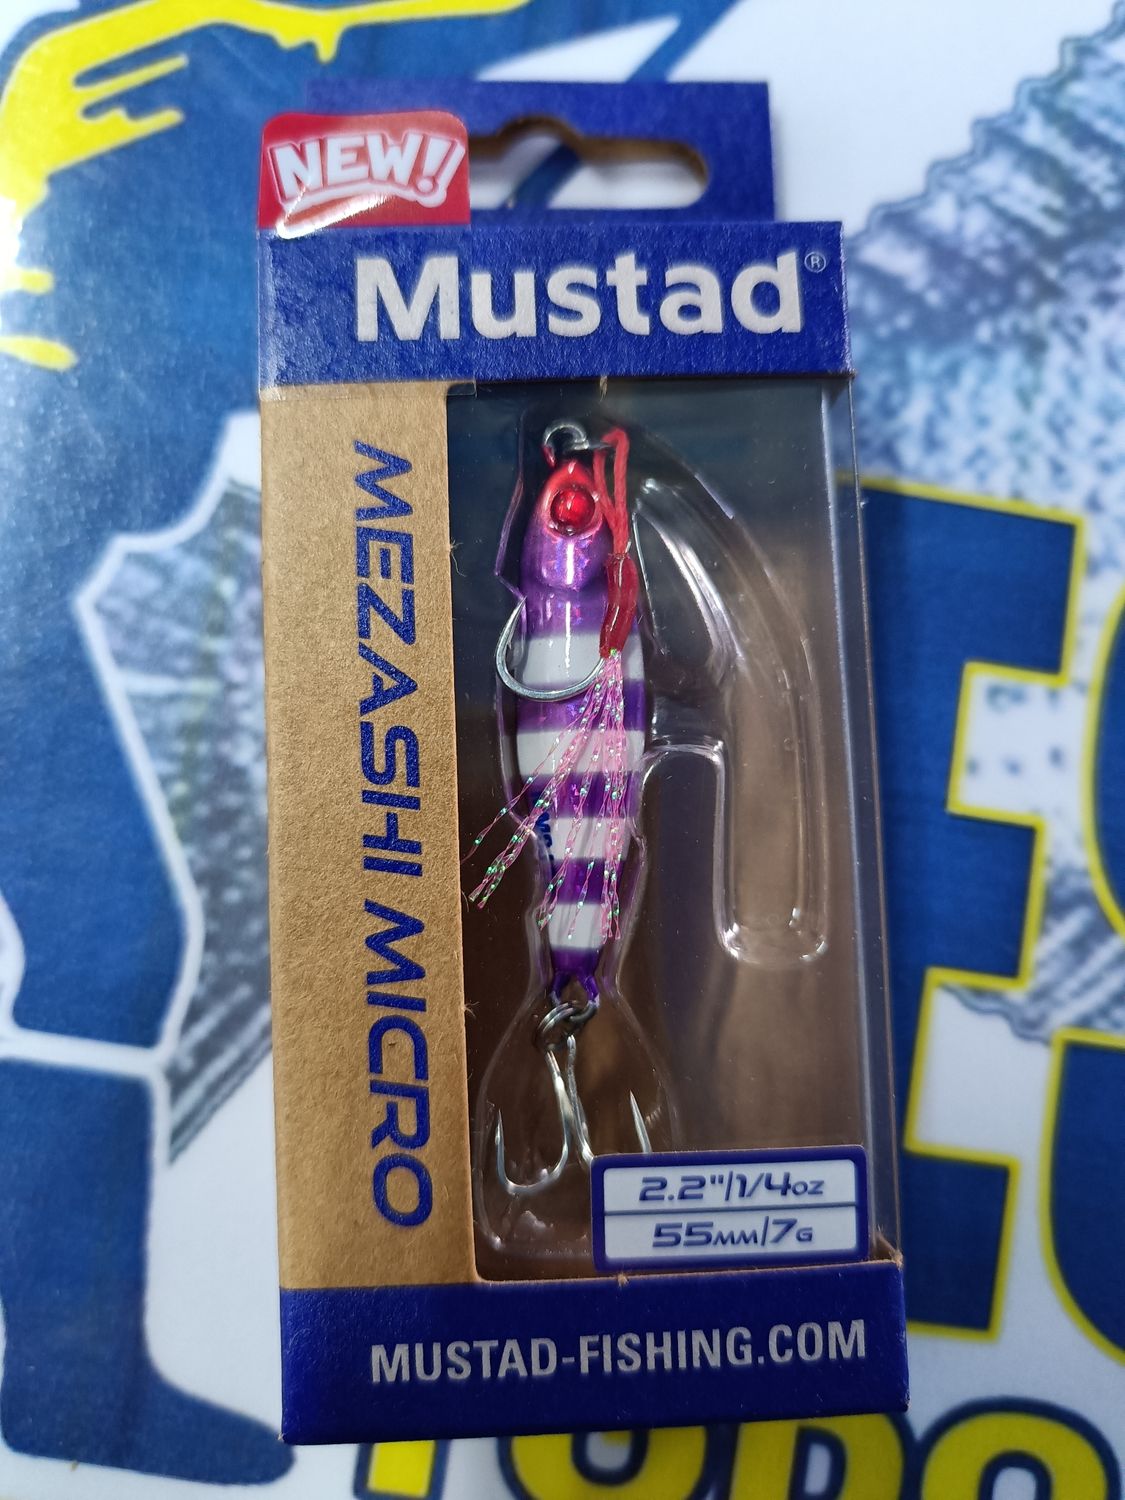 NEW!
Mustad®
MEZASHI MICRO
2.2"/1/4oz
55MM/7G
MUSTAD-FISHING.COM